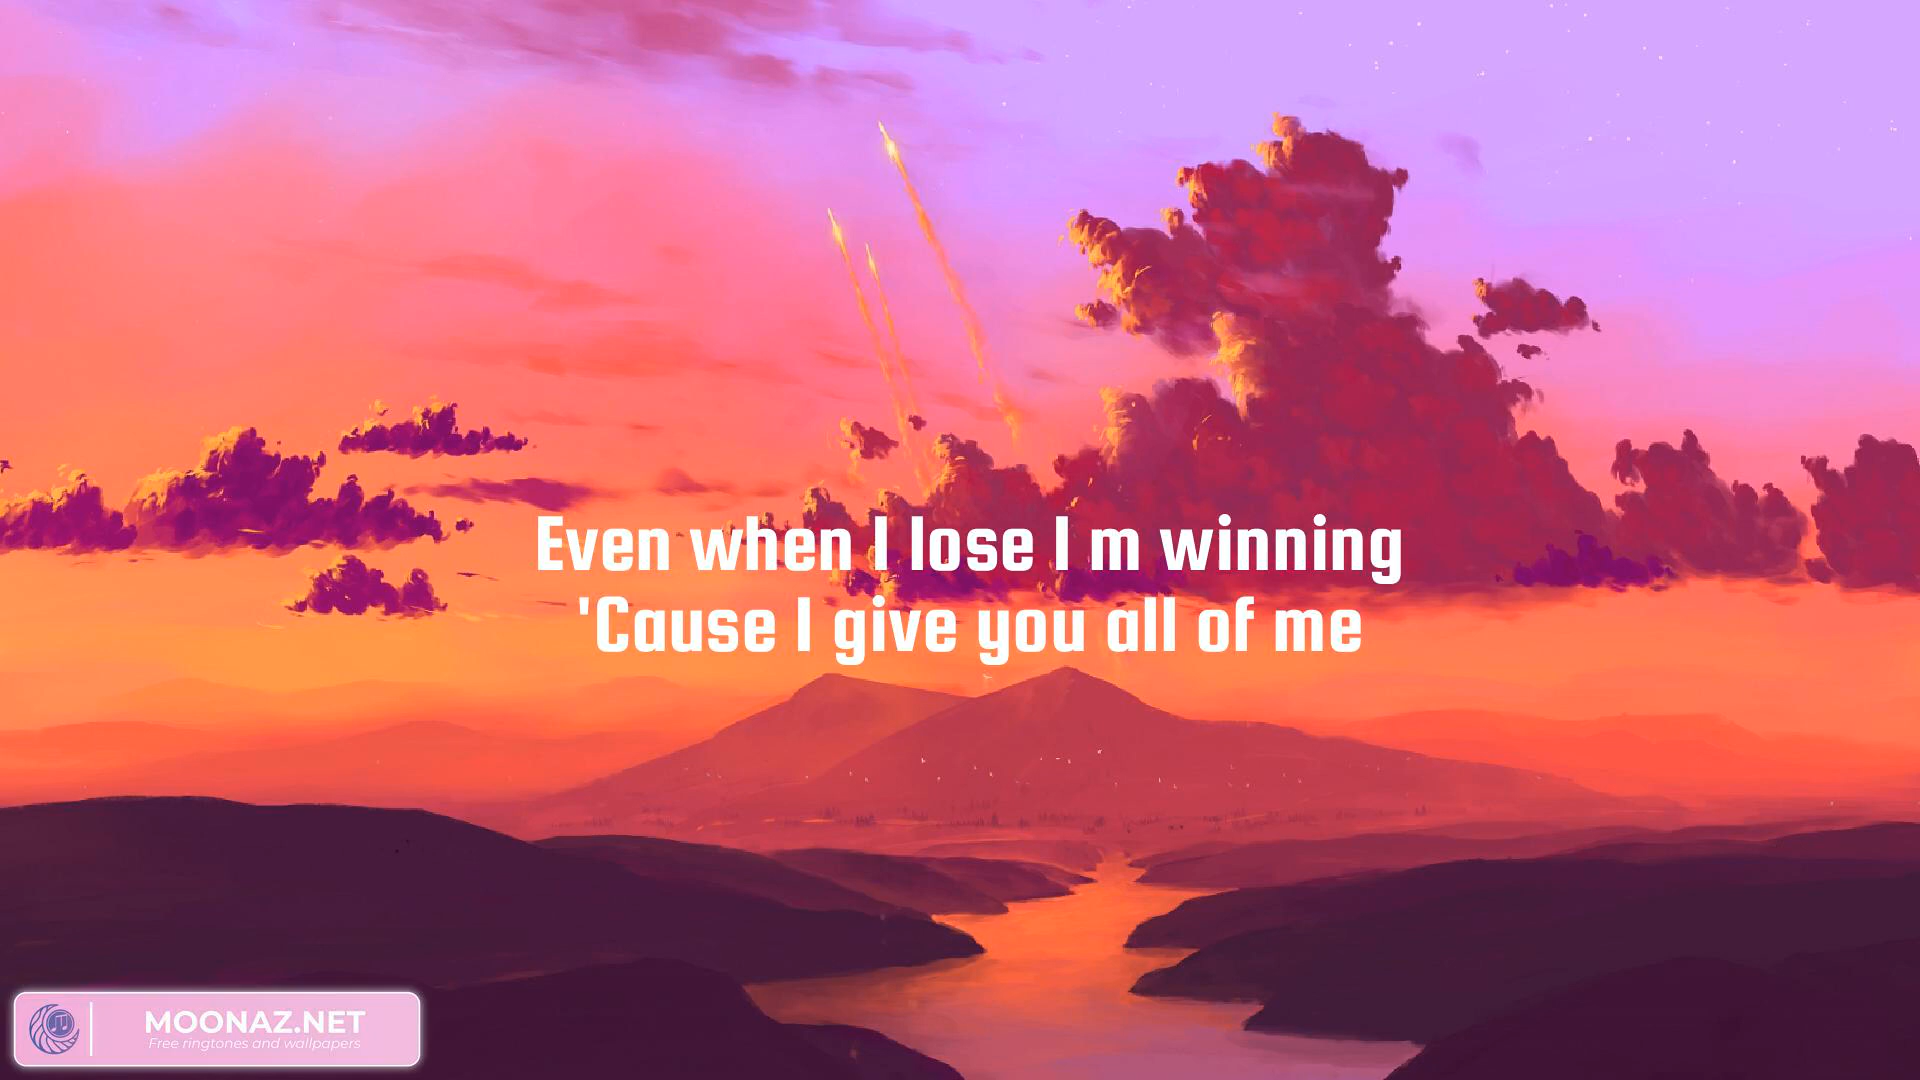 Even when I lose I m winning
'Cause I give you all of me
MOONAZ.NET
Free ringtones and wallpapers